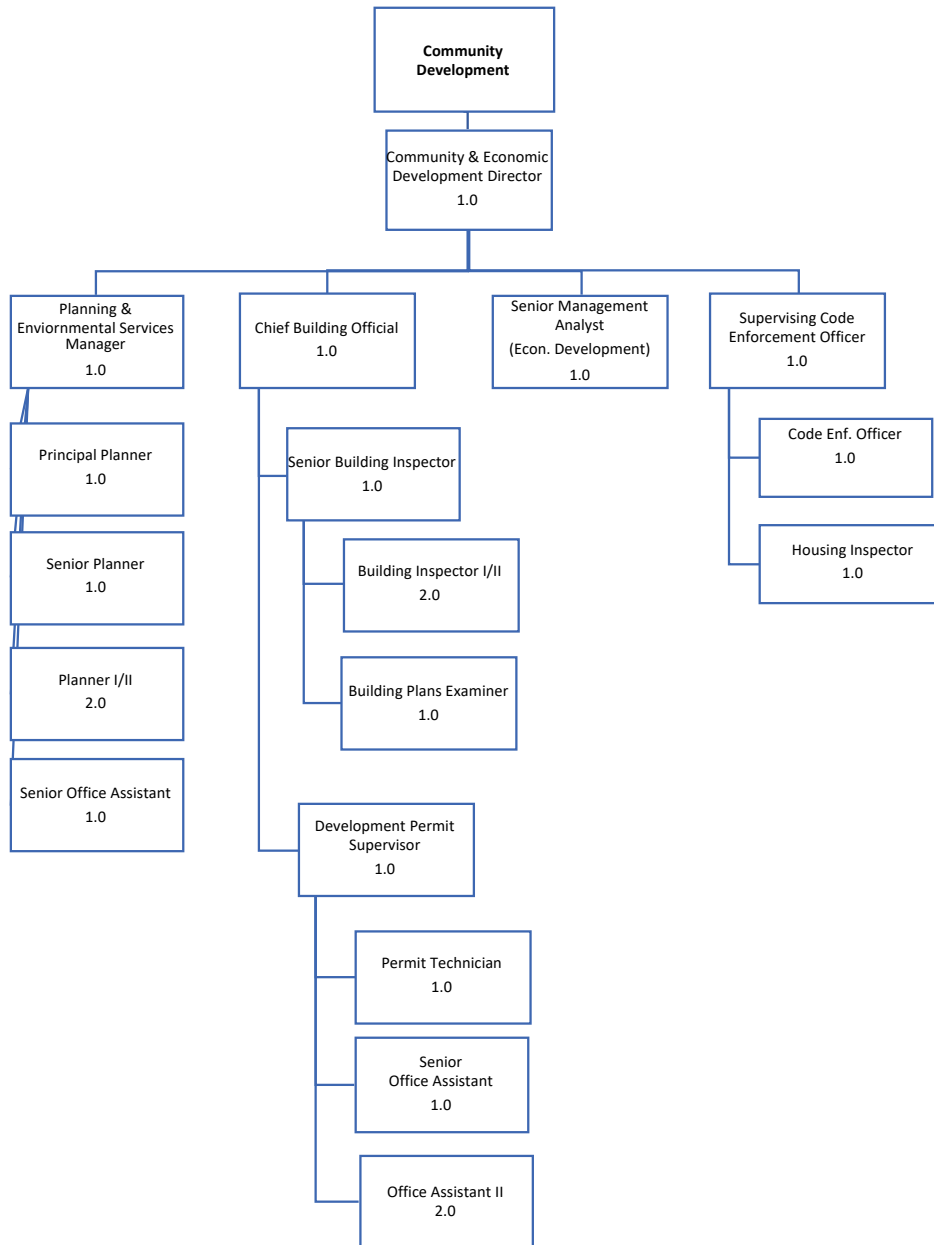 Community
Development
Community & Economic
Development Director
1.0
Planning &
Enviornmental Services
Manager
1.0
Chief Building Official
1.0
Senior Management
Analyst
(Econ. Development)
1.0
Supervising Code
Enforcement Officer
1.0
Principal Planner
1.0
Senior Planner
1.0
Planner I/II
2.0
Senior Office Assistant
1.0
Senior Building Inspector
1.0
Building Inspector I/II
2.0
Building Plans Examiner
1.0
Development Permit
Supervisor
1.0
Permit Technician
1.0
Senior
Office Assistant
1.0
Office Assistant II
2.0
Code Enf. Officer
1.0
Housing Inspector
1.0